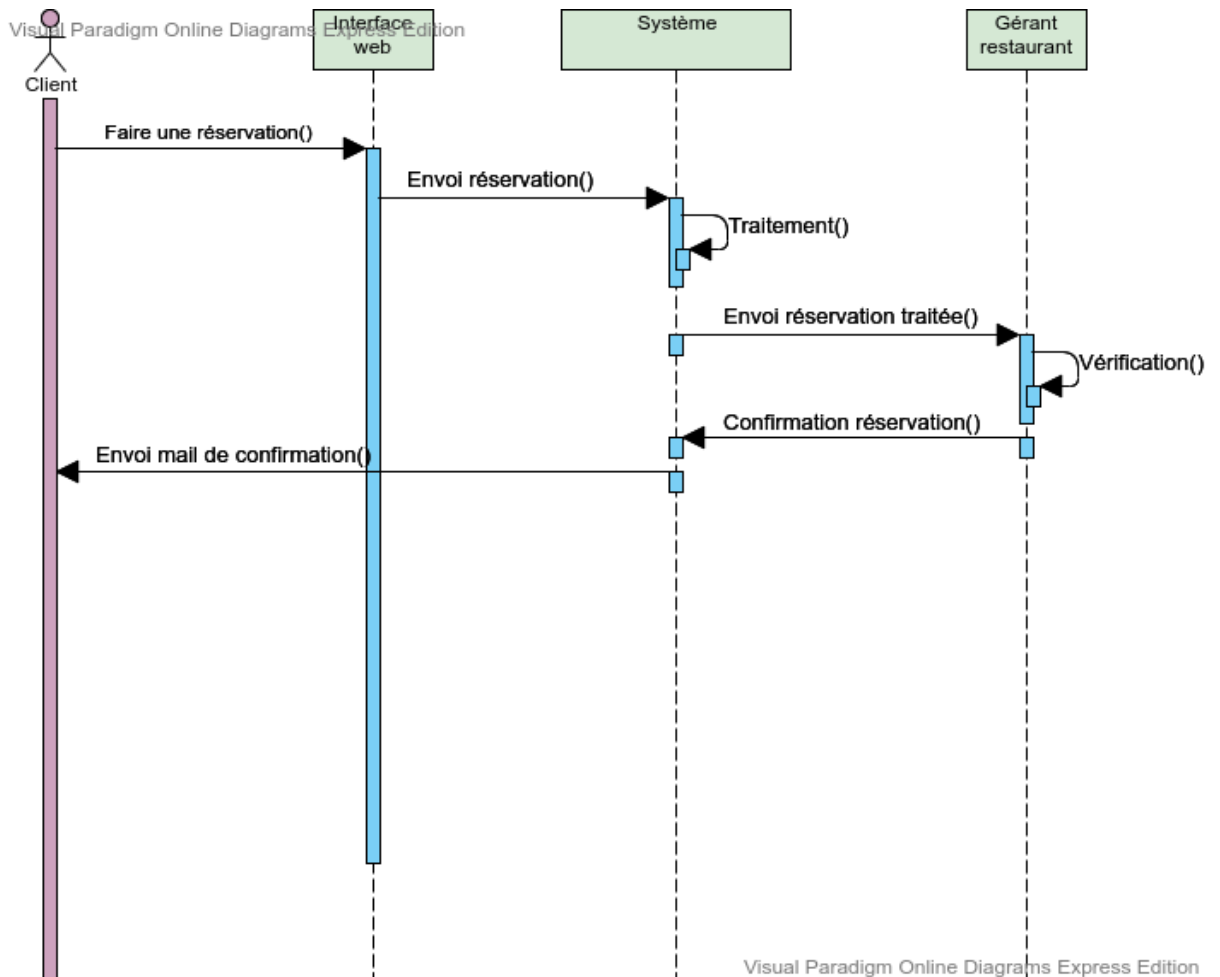 Visual Paradigm Online Diagrams Express Edition
Client
Interface
web
Système
Gérant
restaurant
Faire une réservation()
Envoi réservation()
Traitement()
Envoi réservation traitée()
Vérification()
Confirmation réservation()
Envoi mail de confirmation()
Visual Paradigm Online Diagrams Express Edition